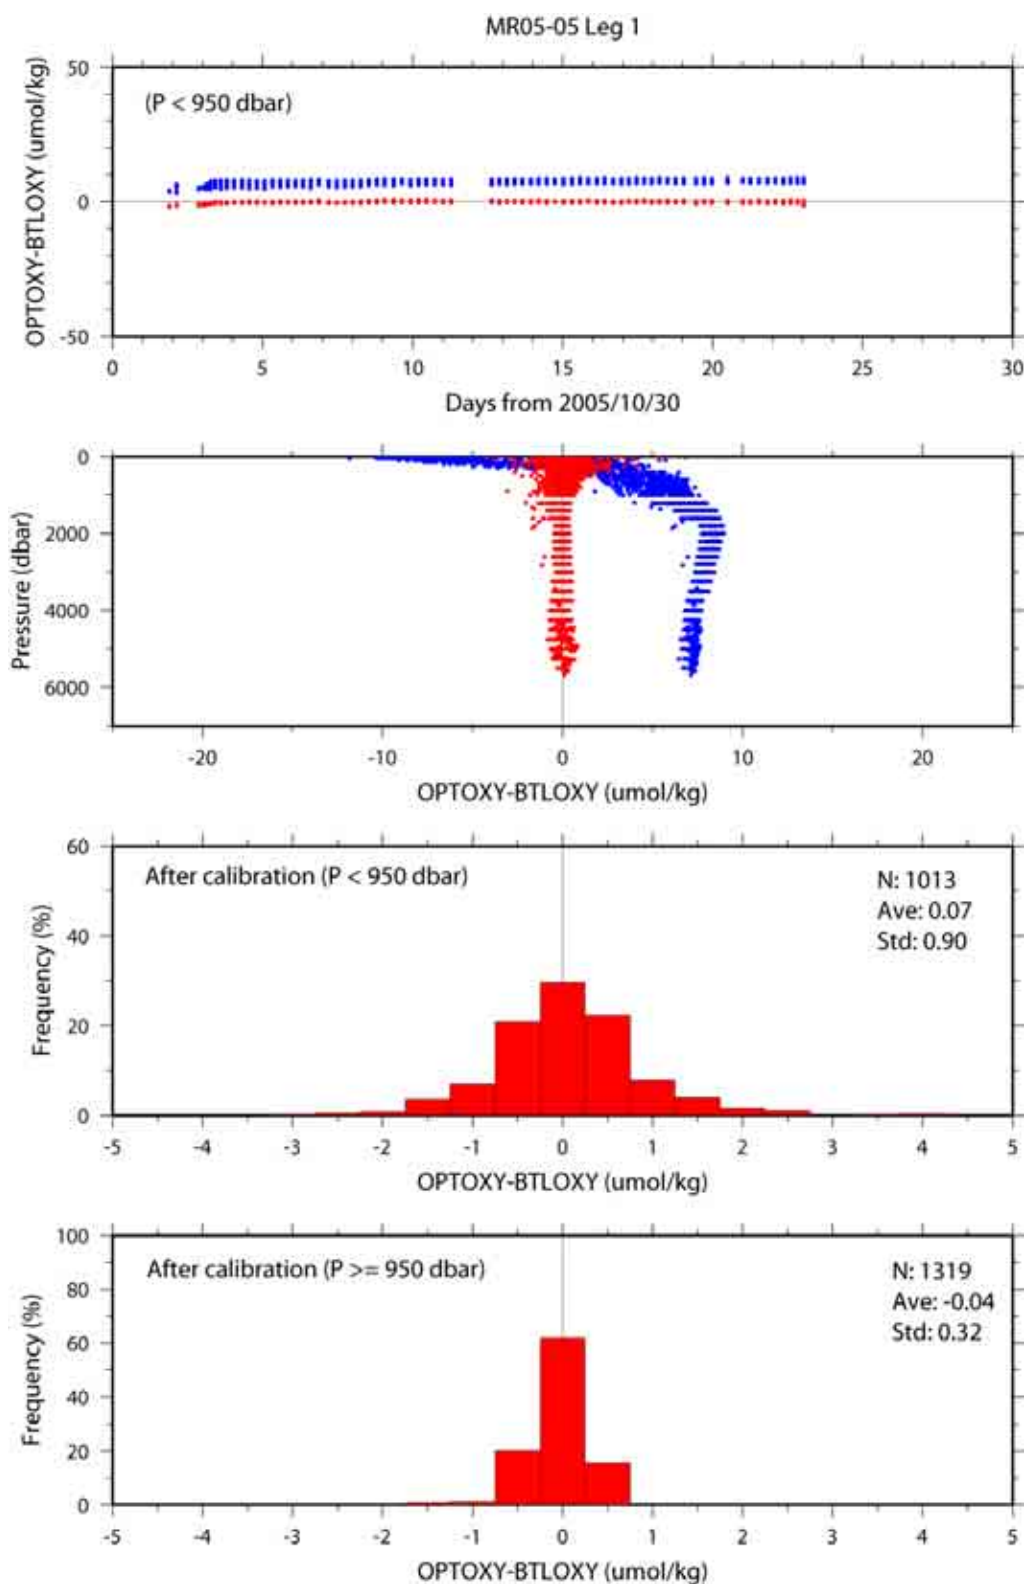 MR05-05 Leg 1
50
0
-50
OPTOXY-BTLOXY (umol/kg)
(P < 950 dbar)
0 5 10 15 20 25 30
Days from 2005/10/30
0
2000
4000
6000
Pressure (dbar)
-20 -10 0 10 20
OPTOXY-BTLOXY (umol/kg)
60
40
20
0
Frequency (%)
After calibration (P < 950 dbar)
N: 1013
Ave: 0.07
Std: 0.90
-5 -4 -3 -2 -1 0 1 2 3 4 5
OPTOXY-BTLOXY (umol/kg)
100
80
60
40
20
0
Frequency (%)
After calibration (P >= 950 dbar)
N: 1319
Ave: -0.04
Std: 0.32
-5 -4 -3 -2 -1 0 1 2 3 4 5
OPTOXY-BTLOXY (umol/kg)